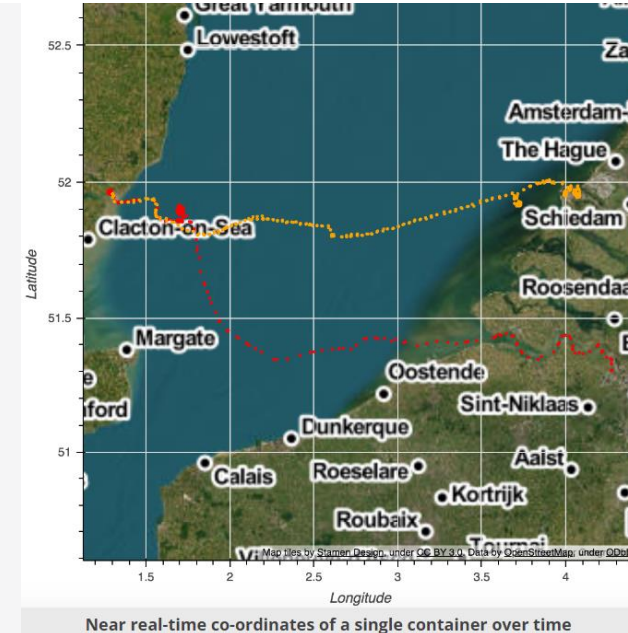 Great Yarmouth
52.5
Lowestoft
Za
Amsterdam-
The Hague
52
Schiedam
Clacton-on-Sea
Latitude
Roosendaa
51.5
Margate
e
Oostende
nford
Sint-Niklaas
Dunkerque
51
Aalst
Calais
Roeselare
Kortrijk
Roubaix
Tournai
Map tiles by Stamen Design, under CC BY 3.0. Data by OpenStreetMap, under ODbL
1.5 2 2.5 3 3.5 4
Longitude
Near real-time co-ordinates of a single container over time